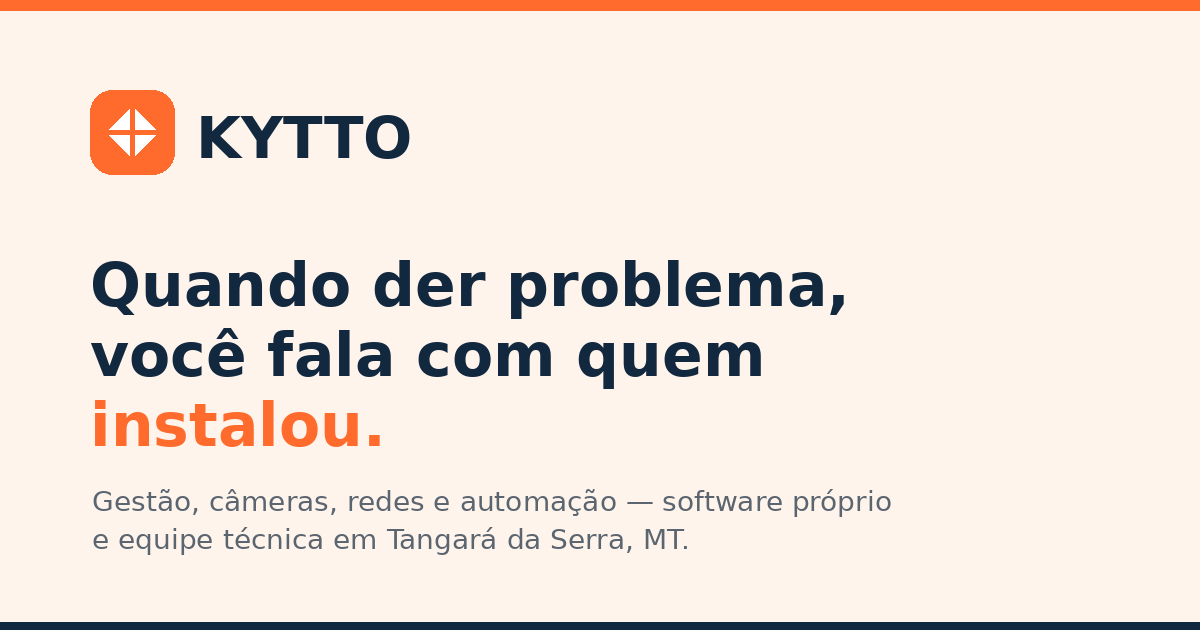 KYTTO
Quando der problema,
você fala com quem
instalou.
Gestão, câmeras, redes e automação — software próprio
e equipe técnica em Tangará da Serra, MT.